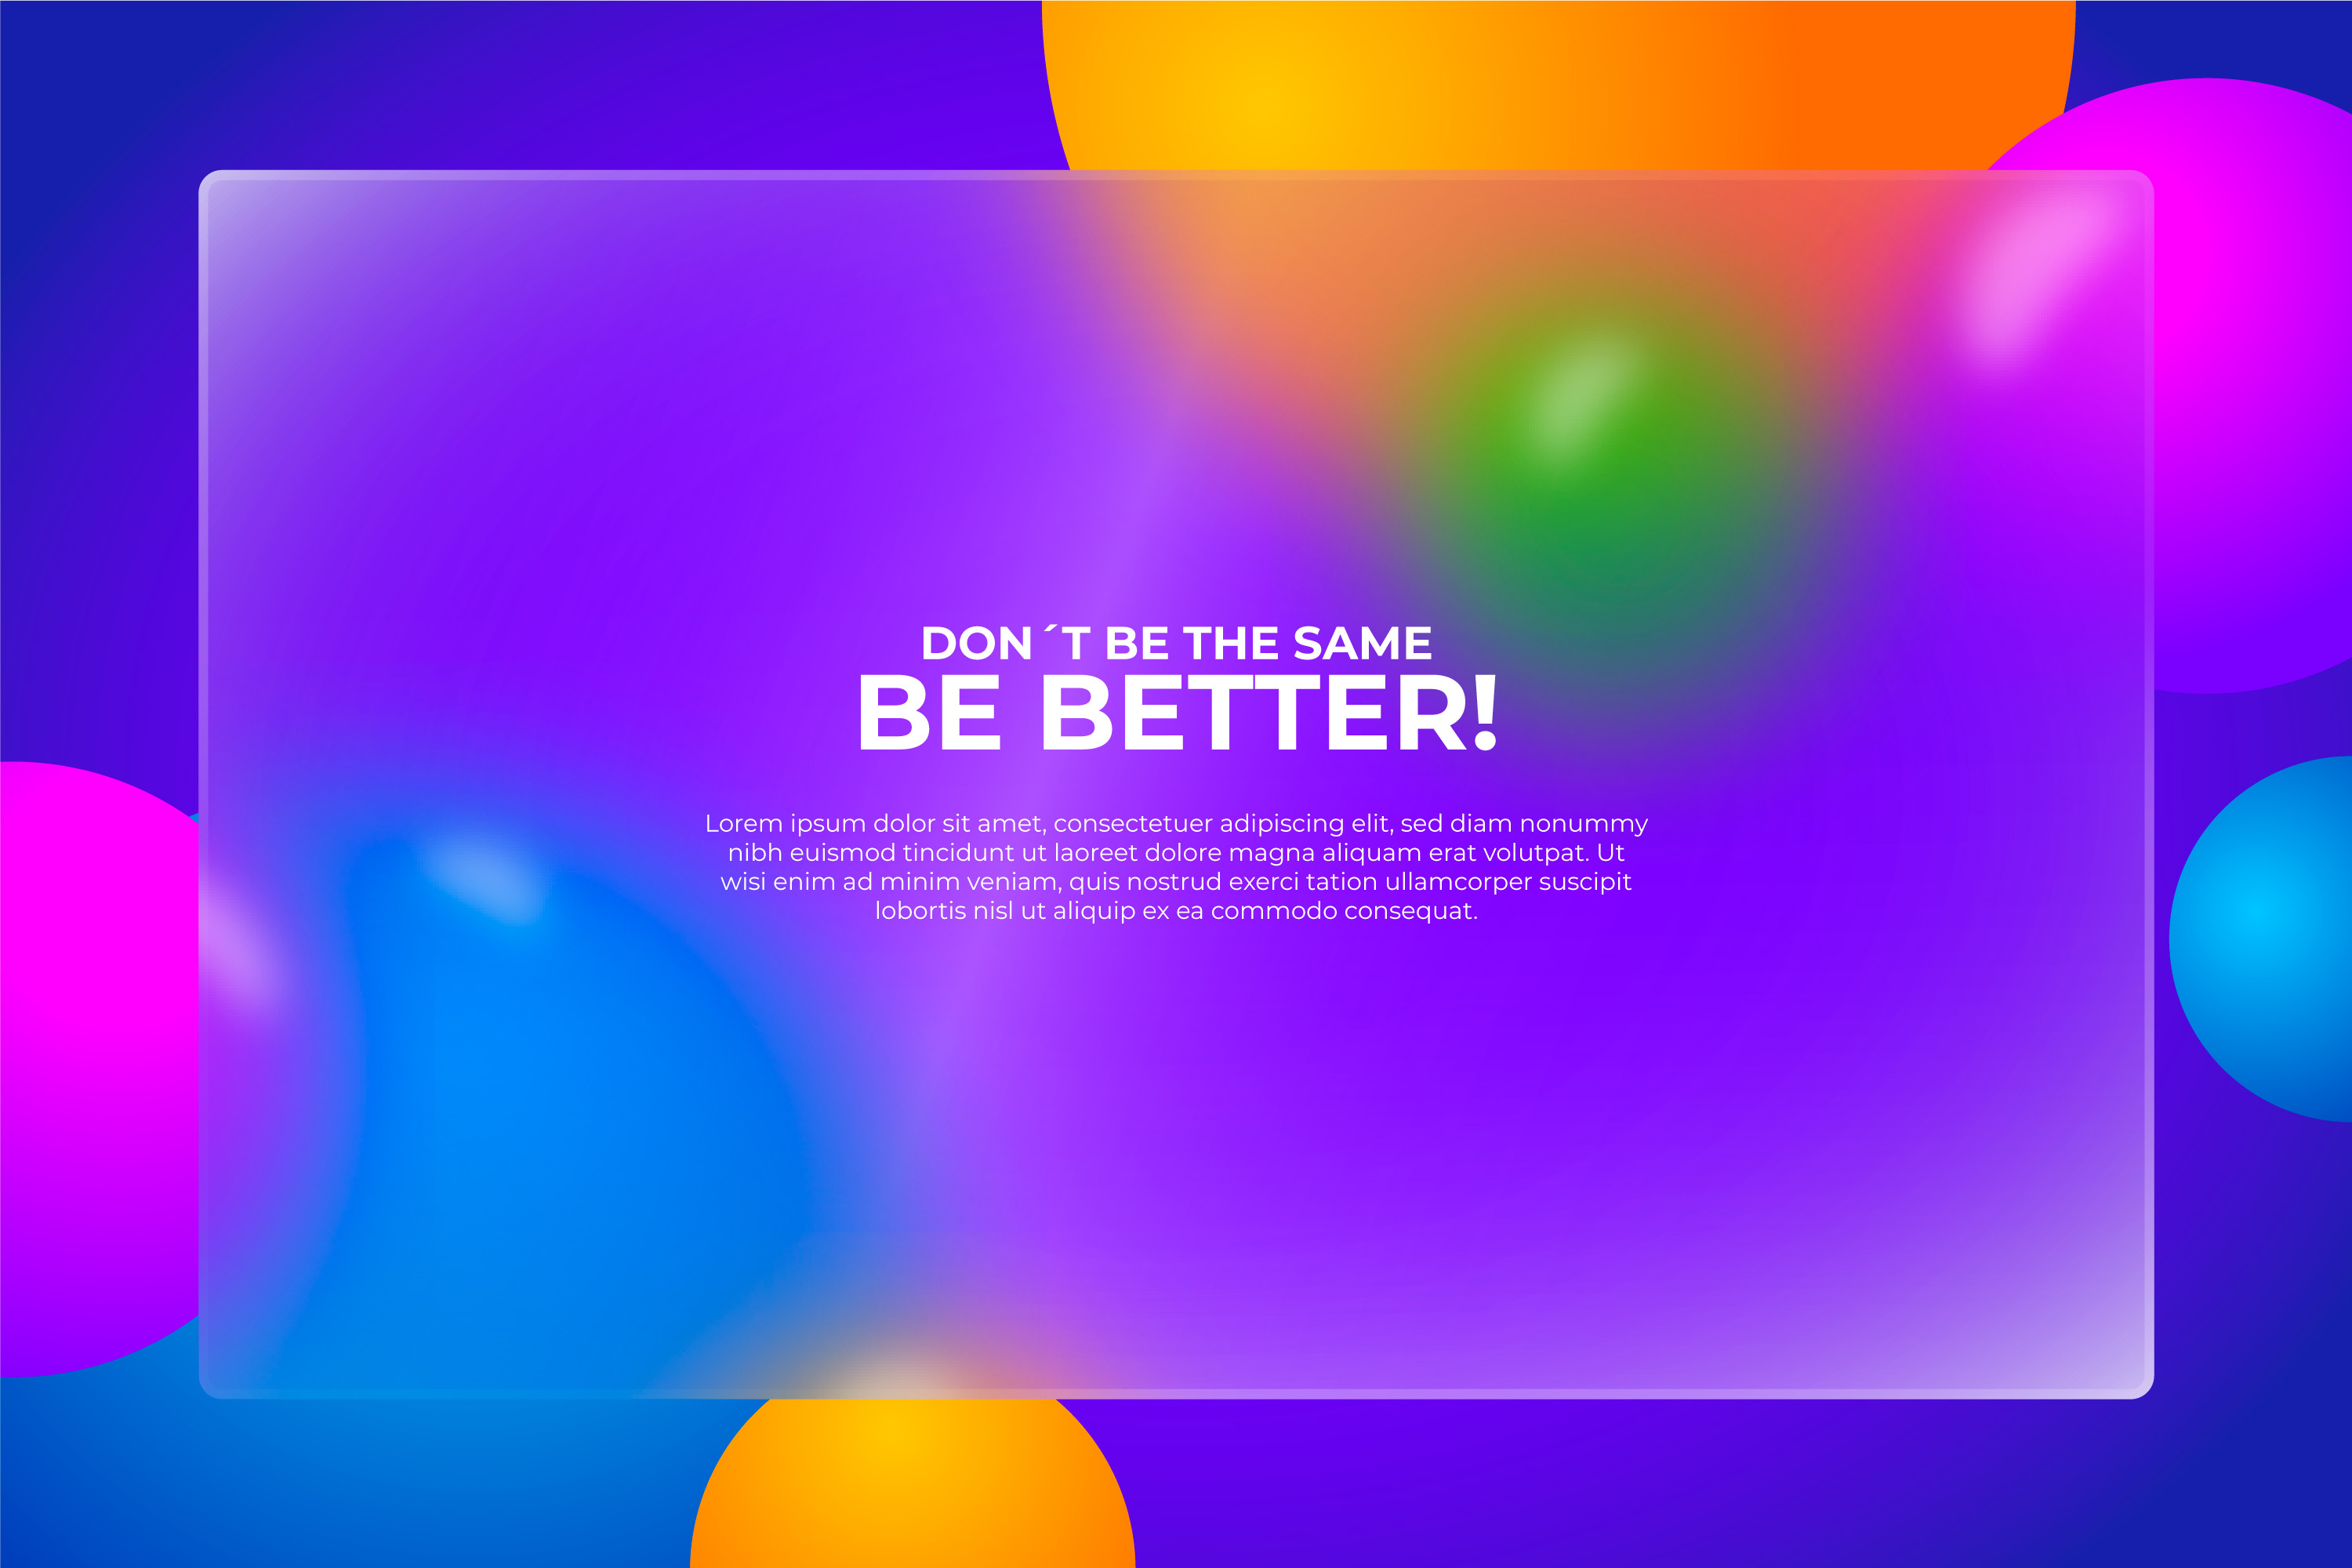 DON´T BE THE SAME
BE BETTER!
Lorem ipsum dolor sit amet, consectetuer adipiscing elit, sed diam nonummy
nibh euismod tincidunt ut laoreet dolore magna aliquam erat volutpat. Ut
wisi enim ad minim veniam, quis nostrud exerci tation ullamcorper suscipit
lobortis nisl ut aliquip ex ea commodo consequat.